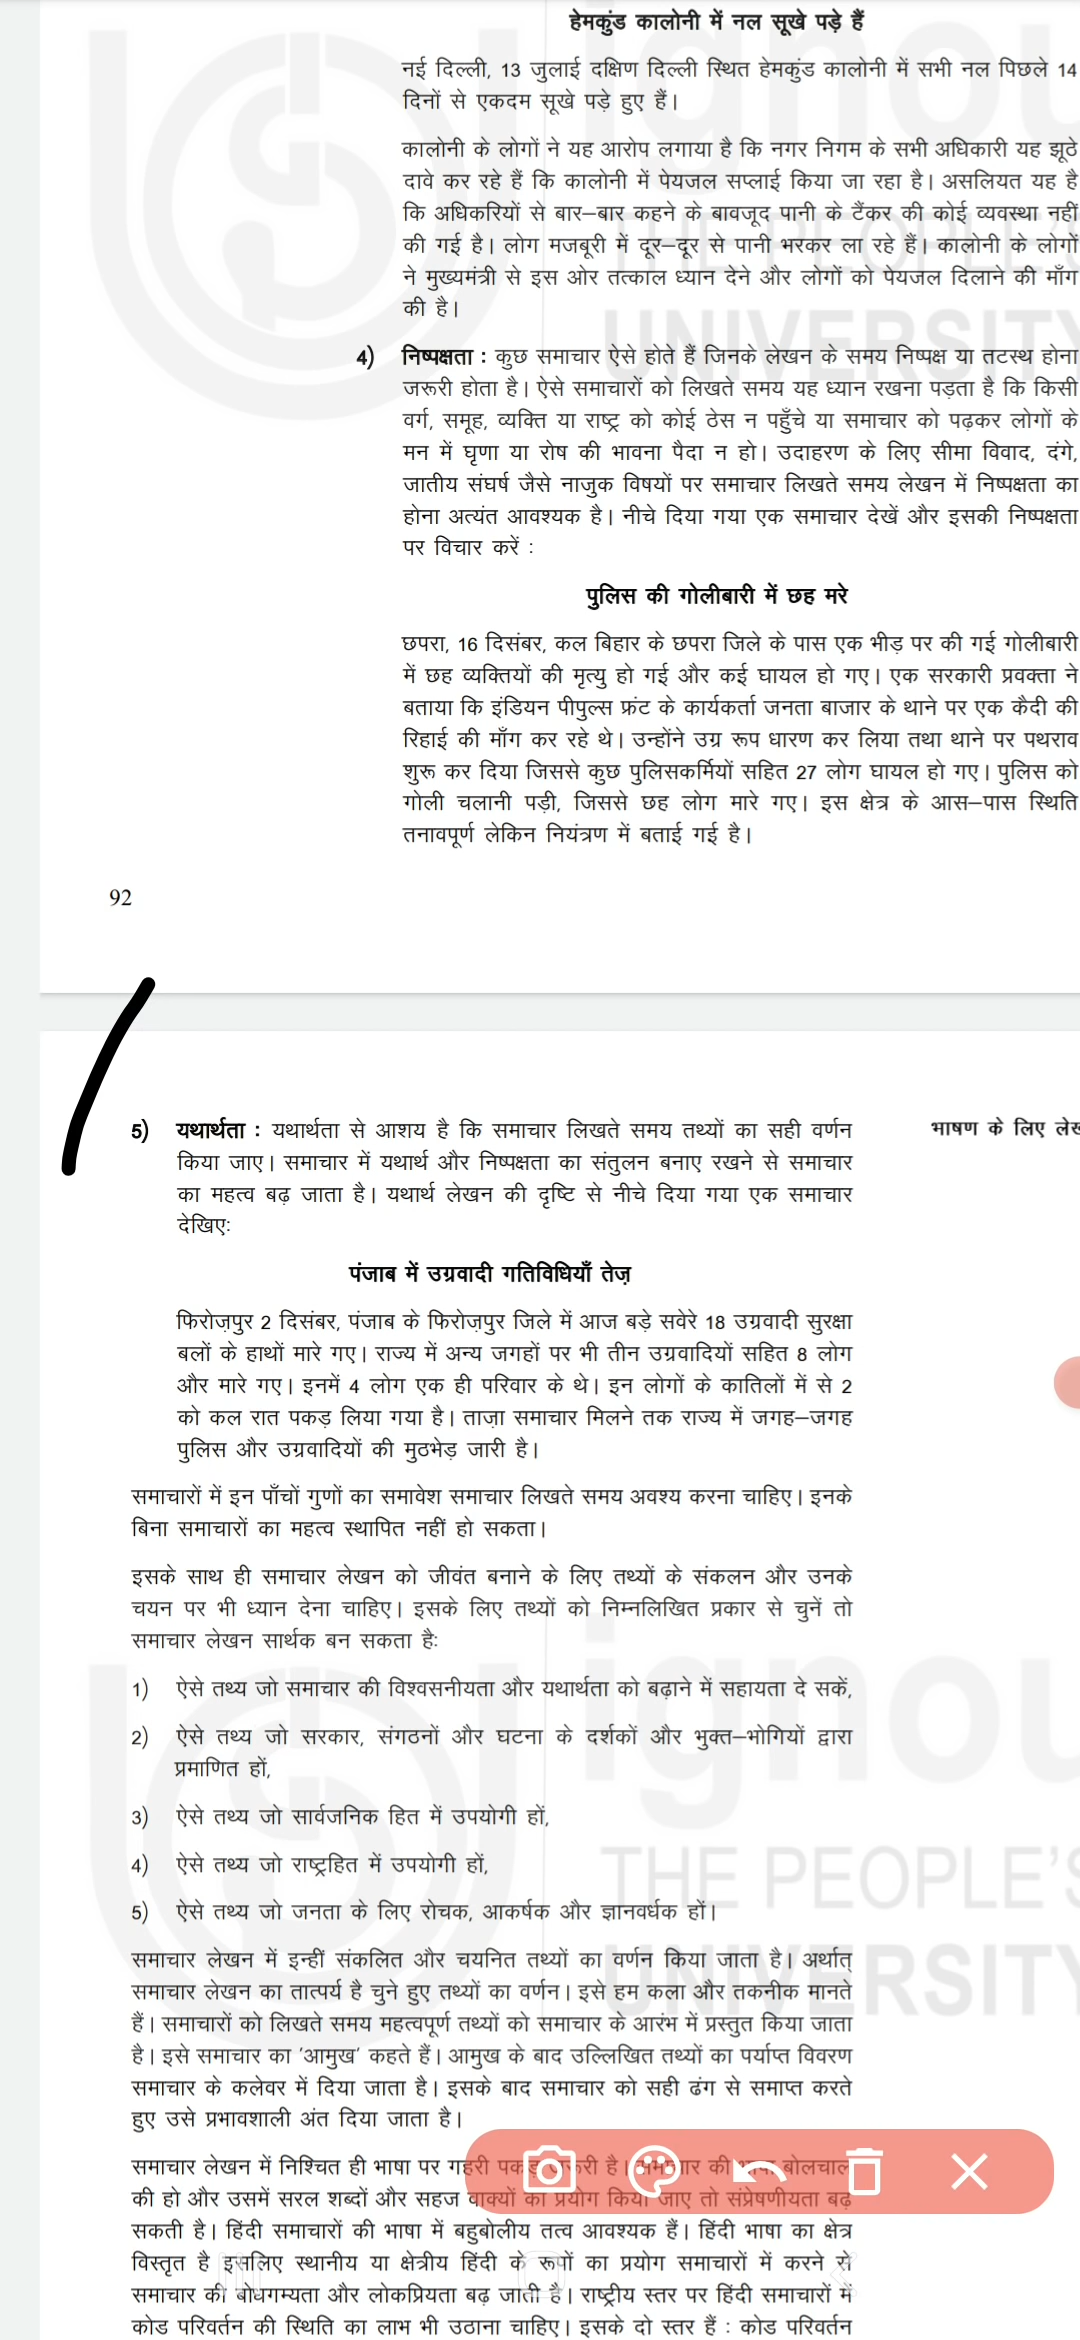 हेमकुंड कालोनी में नल सूखे पड़े हैं
नई दिल्ली, 13 जुलाई दक्षिण दिल्ली स्थित हेमकुंड कालोनी में सभी नल पिछले 14
दिनों से एकदम सूखे पड़े हुए हैं।
कालोनी के लोगों ने यह आरोप लगाया है कि नगर निगम के सभी अधिकारी यह झूठे
दावे कर रहे हैं कि कालोनी में पेयजल सप्लाई किया जा रहा है। असलियत यह है
कि अधिकरियों से बार–बार कहने के बावजूद पानी के टैंकर की कोई व्यवस्था नहीं
की गई है। लोग मजबूरी में दूर–दूर से पानी भरकर ला रहे हैं। कालोनी के लोगों
ने मुख्यमंत्री से इस ओर तत्काल ध्यान देने और लोगों को पेयजल दिलाने की माँग
की है।
4) निष्पक्षता : कुछ समाचार ऐसे होते हैं जिनके लेखन के समय निष्पक्ष या तटस्थ होना
जरूरी होता है। ऐसे समाचारों को लिखते समय यह ध्यान रखना पड़ता है कि किसी
वर्ग, समूह, व्यक्ति या राष्ट्र को कोई ठेस न पहुँचे या समाचार को पढ़कर लोगों के
मन में घृणा या रोष की भावना पैदा न हो। उदाहरण के लिए सीमा विवाद, दंगे,
जातीय संघर्ष जैसे नाजुक विषयों पर समाचार लिखते समय लेखन में निष्पक्षता का
होना अत्यंत आवश्यक है। नीचे दिया गया एक समाचार देखें और इसकी निष्पक्षता
पर विचार करें :
पुलिस की गोलीबारी में छह मरे
छपरा, 16 दिसंबर, कल बिहार के छपरा जिले के पास एक भीड़ पर की गई गोलीबारी
में छह व्यक्तियों की मृत्यु हो गई और कई घायल हो गए। एक सरकारी प्रवक्ता ने
बताया कि इंडियन पीपुल्स फ्रंट के कार्यकर्ता जनता बाजार के थाने पर एक कैदी की
रिहाई की माँग कर रहे थे। उन्होंने उग्र रूप धारण कर लिया तथा थाने पर पथराव
शुरू कर दिया जिससे कुछ पुलिसकर्मियों सहित 27 लोग घायल हो गए। पुलिस को
गोली चलानी पड़ी, जिससे छह लोग मारे गए। इस क्षेत्र के आस–पास स्थिति
तनावपूर्ण लेकिन नियंत्रण में बताई गई है।
92
भाषण के लिए
5) यथार्थता : यथार्थता से आशय है कि समाचार लिखते समय तथ्यों का सही वर्णन
किया जाए। समाचार में यथार्थ और निष्पक्षता का संतुलन बनाए रखने से समाचार
का महत्व बढ़ जाता है। यथार्थ लेखन की दृष्टि से नीचे दिया गया एक समाचार
देखिएः
पंजाब में उग्रवादी गतिविधियाँ तेज़
फिरोज़पुर 2 दिसंबर, पंजाब के फिरोज़पुर जिले में आज बड़े सवेरे 18 उग्रवादी सुरक्षा
बलों के हाथों मारे गए। राज्य में अन्य जगहों पर भी तीन उग्रवादियों सहित 8 लोग
और मारे गए। इनमें 4 लोग एक ही परिवार के थे। इन लोगों के कातिलों में से 2
को कल रात पकड़ लिया गया है। ताज़ा समाचार मिलने तक राज्य में जगह–जगह
पुलिस और उग्रवादियों की मुठभेड़ जारी है।
समाचारों में इन पाँचों गुणों का समावेश समाचार लिखते समय अवश्य करना चाहिए। इनके
बिना समाचारों का महत्व स्थापित नहीं हो सकता।
इसके साथ ही समाचार लेखन को जीवंत बनाने के लिए तथ्यों के संकलन और उनके
चयन पर भी ध्यान देना चाहिए। इसके लिए तथ्यों को निम्नलिखित प्रकार से चुनें तो
समाचार लेखन सार्थक बन सकता हैः
1) ऐसे तथ्य जो समाचार की विश्वसनीयता और यथार्थता को बढ़ाने में सहायता दे सकें,
2) ऐसे तथ्य जो सरकार, संगठनों और घटना के दर्शकों और भुक्त–भोगियों द्वारा
प्रमाणित हों,
3) ऐसे तथ्य जो सार्वजनिक हित में उपयोगी हों,
4) ऐसे तथ्य जो राष्ट्रहित में उपयोगी हों,
5) ऐसे तथ्य जो जनता के लिए रोचक, आकर्षक और ज्ञानवर्धक हों।
समाचार लेखन में इन्हीं संकलित और चयनित तथ्यों का वर्णन किया जाता है। अर्थात्
समाचार लेखन का तात्पर्य है चुने हुए तथ्यों का वर्णन। इसे हम कला और तकनीक मानते
हैं। समाचारों को लिखते समय महत्वपूर्ण तथ्यों को समाचार के आरंभ में प्रस्तुत किया जाता
है। इसे समाचार का ‘आमुख’ कहते हैं। आमुख के बाद उल्लिखित तथ्यों का पर्याप्त विवरण
समाचार के कलेवर में दिया जाता है। इसके बाद समाचार को सही ढंग से समाप्त करते
हुए उसे प्रभावशाली अंत दिया जाता है।
समाचार लेखन में निश्चित ही भाषा पर गहरी है। की बोलचाल
की हो और उसमें सरल शब्दों और सहज वाक्यों का प्रयोग किया जाए तो संप्रेषणीयता बढ़
सकती है। हिंदी समाचारों की भाषा में बहुबोलीय तत्व आवश्यक हैं। हिंदी भाषा का क्षेत्र
विस्तृत है इसलिए स्थानीय या क्षेत्रीय हिंदी के रूपों का प्रयोग समाचारों में करने से
समाचार की बोधगम्यता और लोकप्रियता बढ़ जाती है। राष्ट्रीय स्तर पर हिंदी समाचारों में
कोड परिवर्तन की स्थिति का लाभ भी उठाना चाहिए। इसके दो स्तर हैं : कोड परिवर्तन
ignou
THE PEOPLE'S
UNIVERSITY
ignou
THE PEOPLE'S
UNIVERSITY